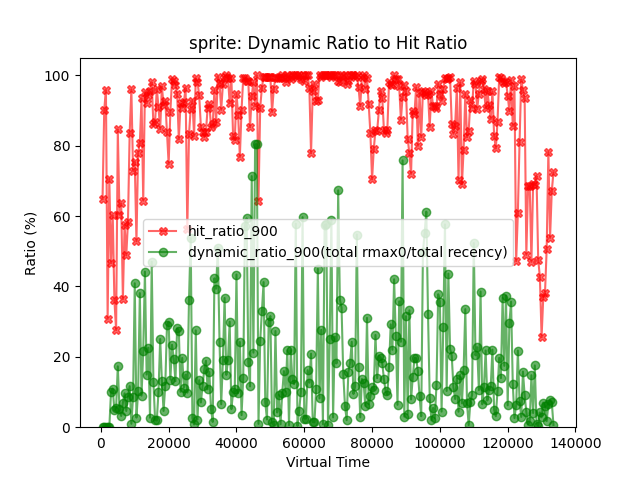 sprite: Dynamic Ratio to Hit Ratio
100
80
60
40
20
0
Ratio (%)
hit_ratio_900
dynamic_ratio_900(total rmax0/total recency)
0 20000 40000 60000 80000 100000 120000 140000
Virtual Time